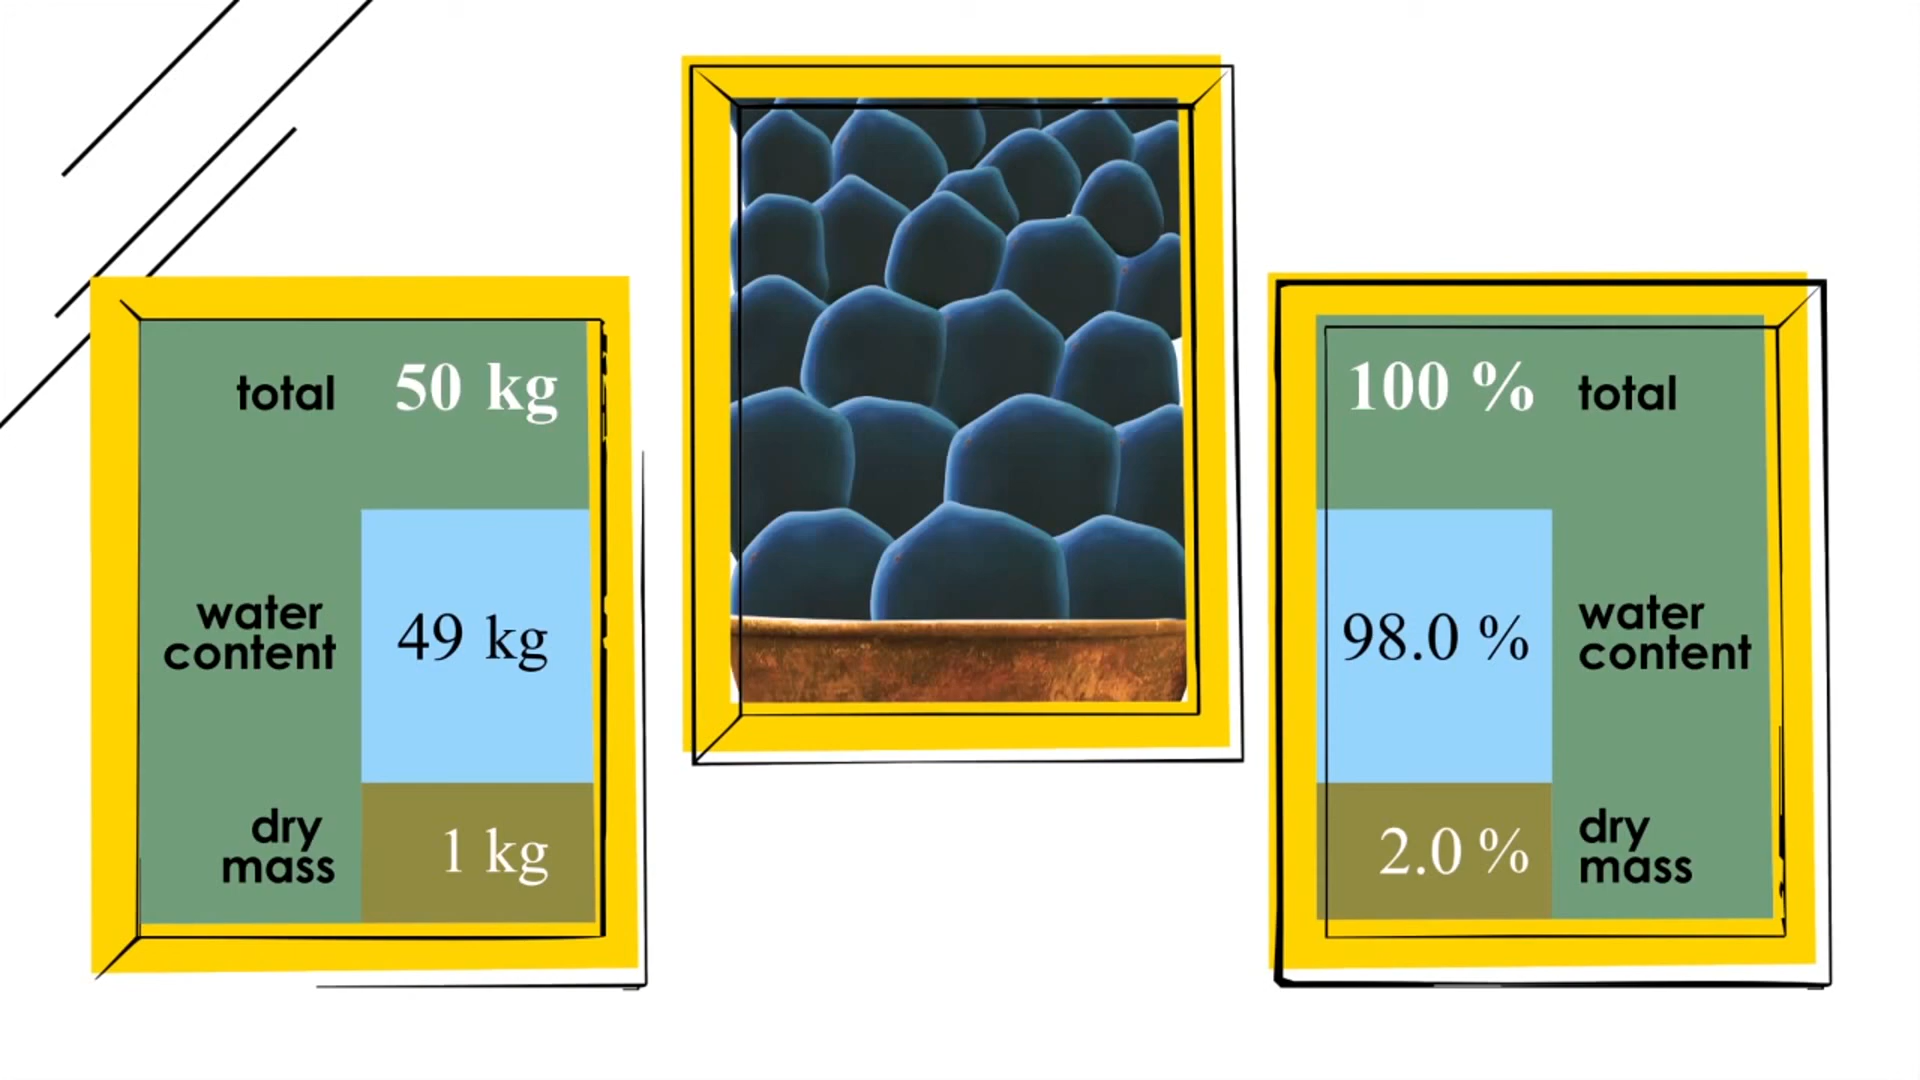 total 50 kg
water
content
49 kg
dry
mass
1 kg
100 % total
98.0 %
water
content
2.0 %
dry
mass